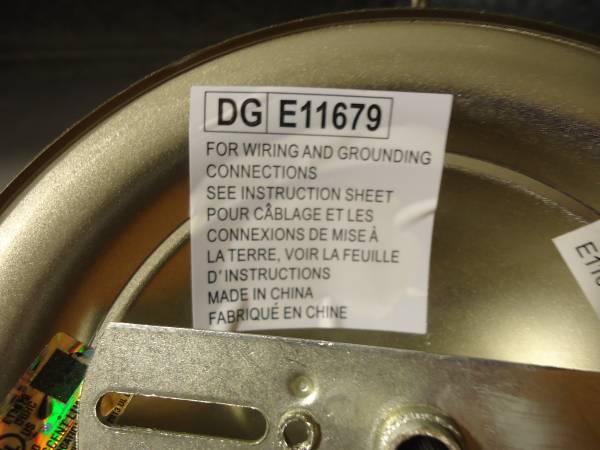 DG E11679
FOR WIRING AND GROUNDING
CONNECTIONS
SEE INSTRUCTION SHEET
POUR CÂBLAGE ET LES
CONNEXIONS DE MISE À
LA TERRE, VOIR LA FEUILLE
D'INSTRUCTIONS
MADE IN CHINA
FABRIQUÉ EN CHINE